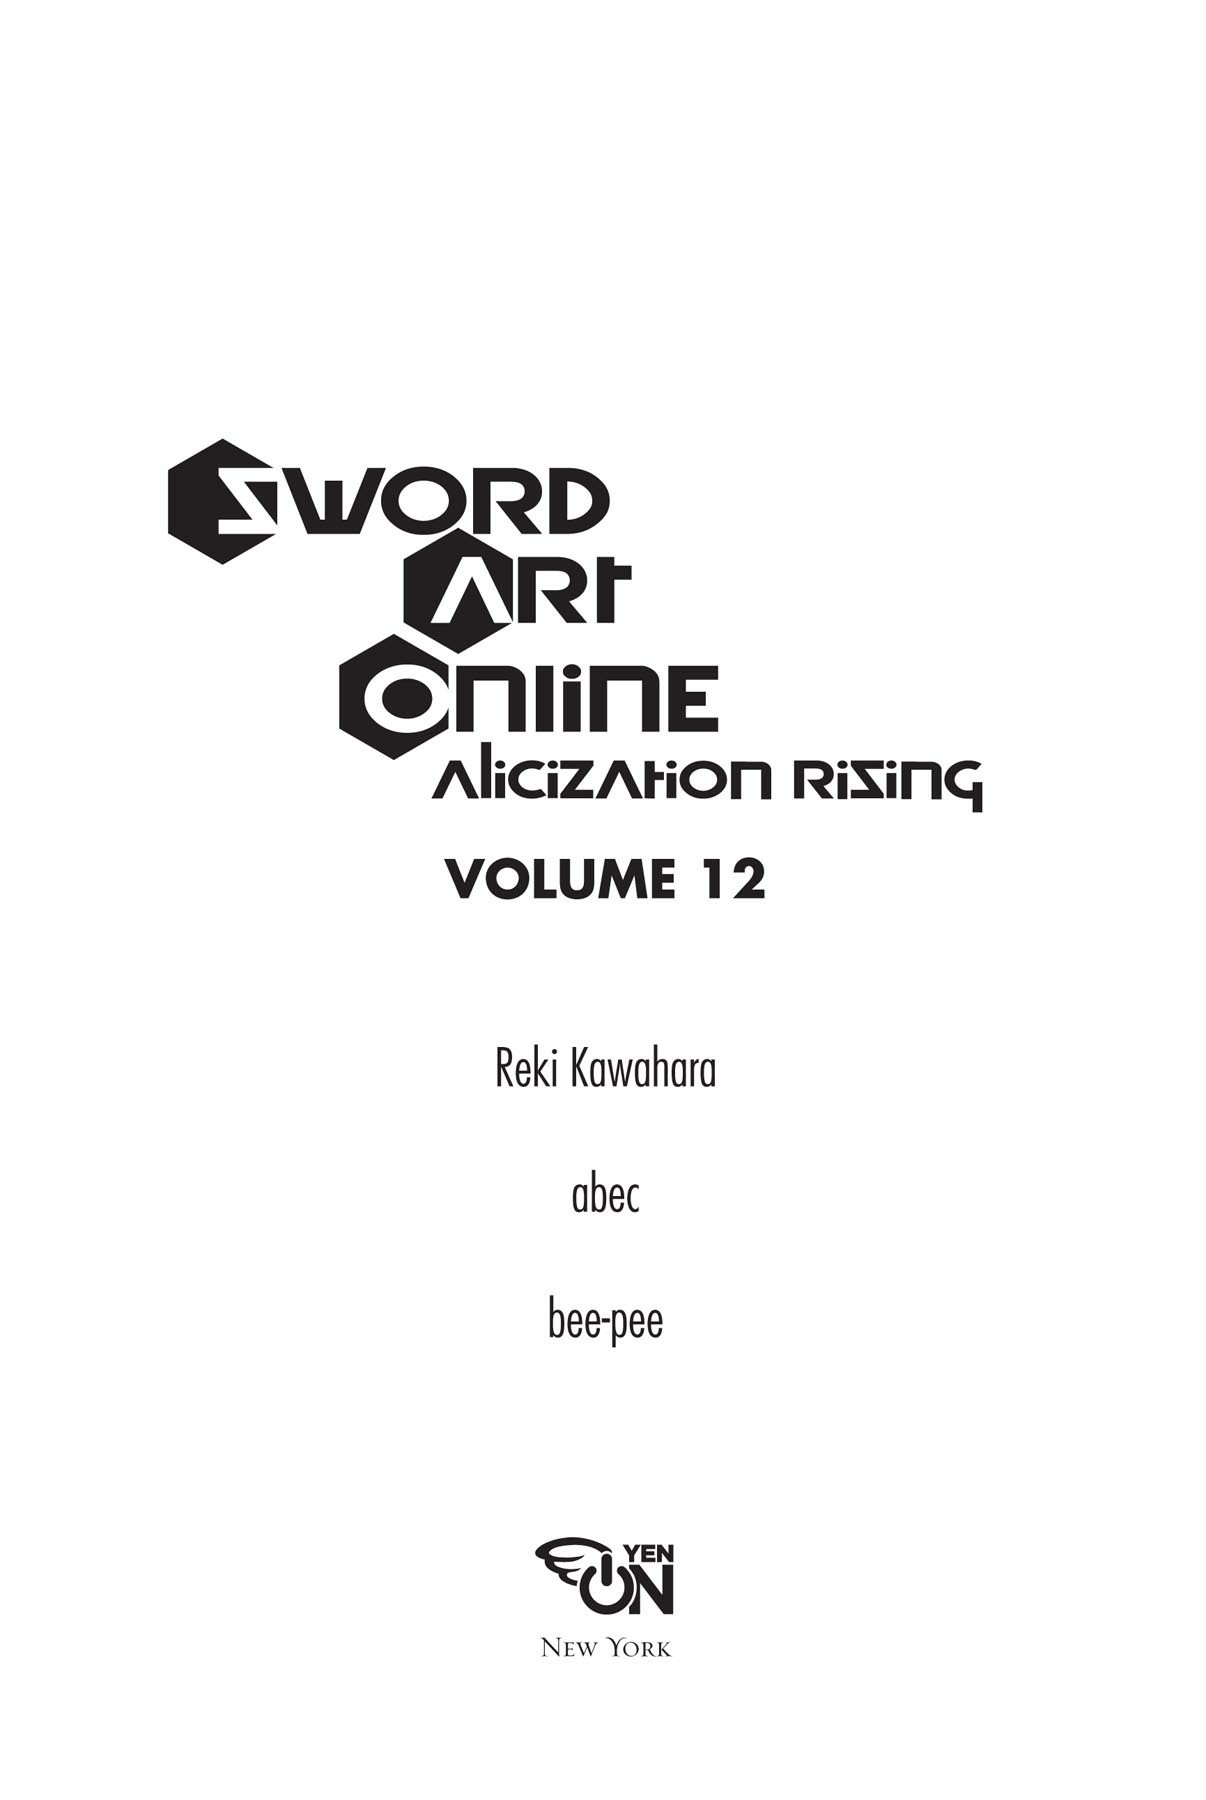 SWORD
Art
OnlinE
AlicizAtion Rising
VOLUME 12
Reki Kawahara
abec
bee-pee
YEN
ON
New York